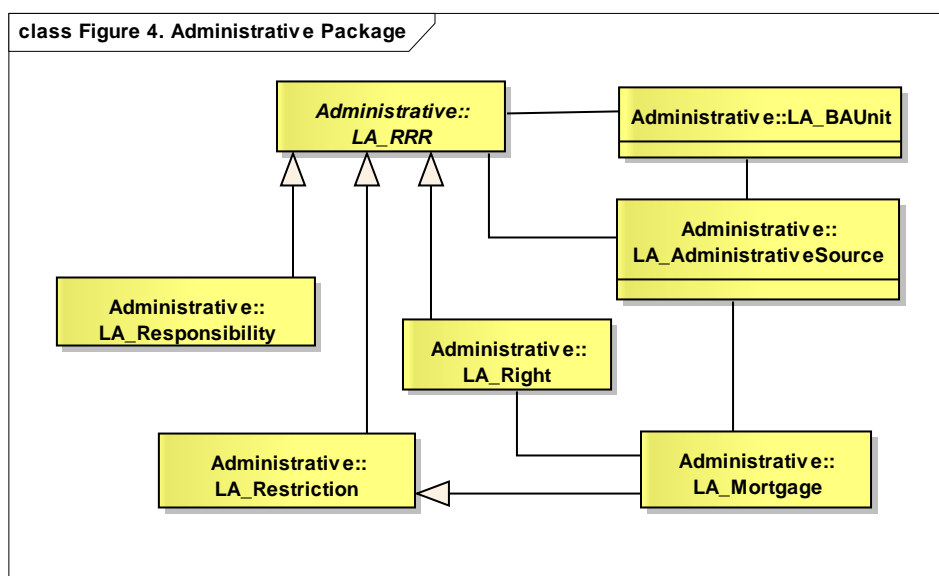 class Figure 4. Administrative Package
Administrative::
LA_RRR
Administrative::LA_BAUnit
Administrative::
LA_AdministrativeSource
Administrative::
LA_Responsibility
Administrative::
LA_Right
Administrative::
LA_Restriction
Administrative::
LA_Mortgage